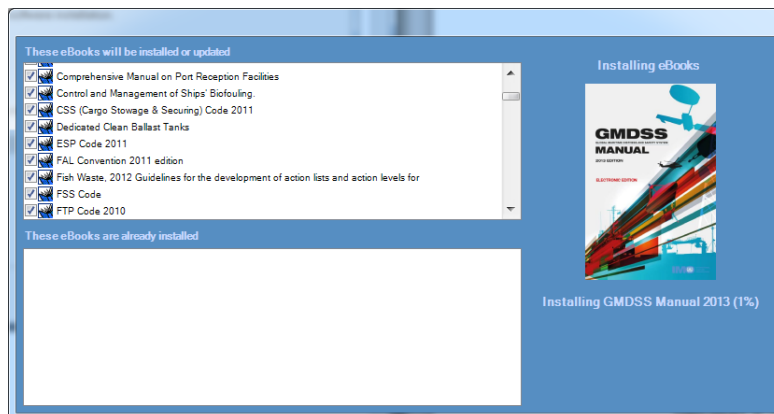 These eBooks will be installed or updated
Comprehensive Manual on Port Reception Facilities
Control and Management of Ships' Biofouling.
CSS (Cargo Stowage & Securing) Code 2011
Dedicated Clean Ballast Tanks
ESP Code 2011
FAL Convention 2011 edition
Fish Waste, 2012 Guidelines for the development of action lists and action levels for
FSS Code
FTP Code 2010
These eBooks are already installed
Installing eBooks
GMDSS
MANUAL
2013 EDITION
ELECTRONIC EDITION
Installing GMDSS Manual 2013 (1%)